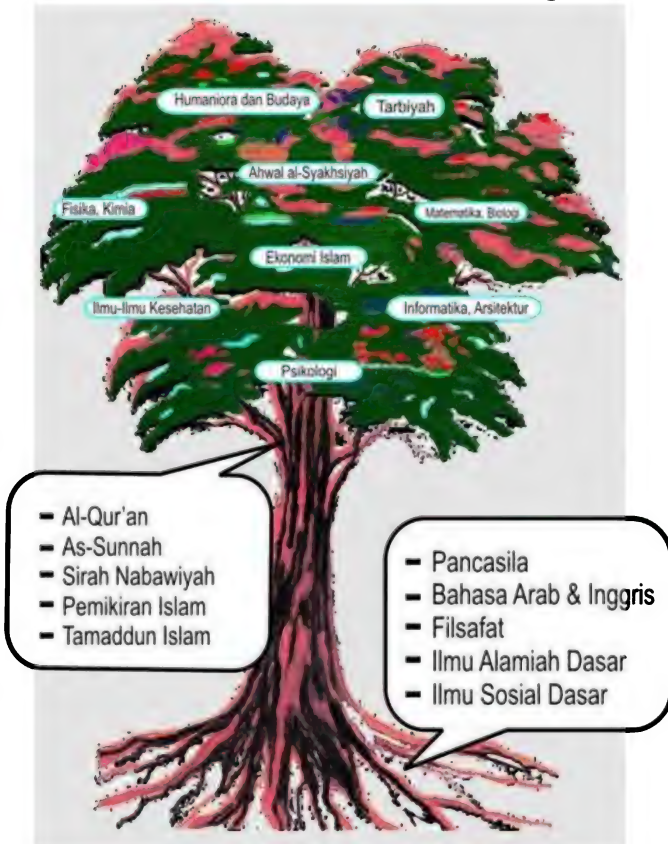 Humaniora dan Budaya
Tarbiyah
Ahwal al-Syakhsiyah
Fisika, Kimia
Matematika, Biologi
Ekonomi Islam
Ilmu-Ilmu Kesehatan
Informatika, Arsitektur
Psikologi
- Al-Qur'an
- As-Sunnah
- Sirah Nabawiyah
- Pemikiran Islam
- Tamaddun Islam
- Pancasila
- Bahasa Arab & Inggris
- Filsafat
- Ilmu Alamiah Dasar
- Ilmu Sosial Dasar